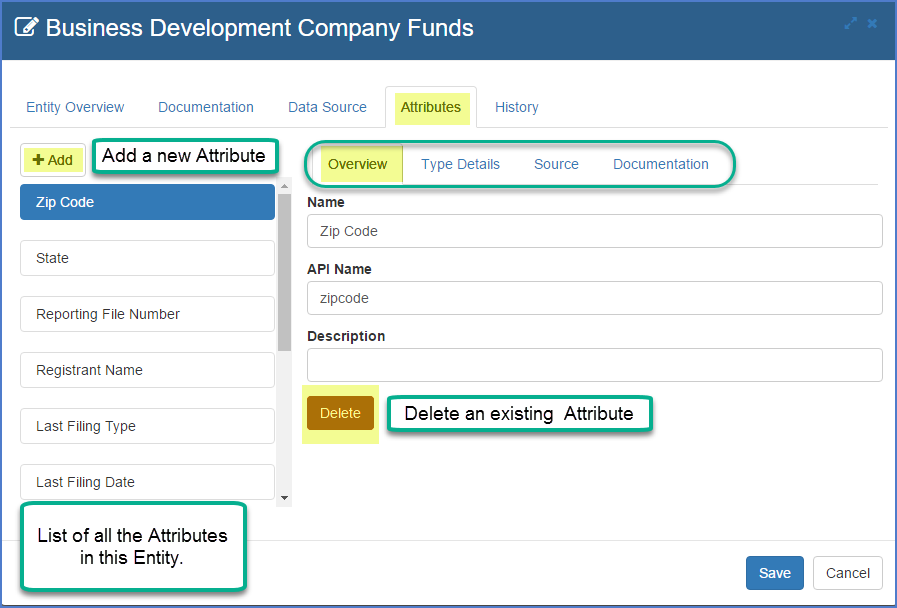 Business Development Company Funds
Entity Overview Documentation Data Source Attributes History
Add Add a new Attribute
Overview Type Details Source Documentation
Zip Code
State
Reporting File Number
Registrant Name
Last Filing Type
Last Filing Date
List of all the Attributes
in this Entity.
Name
Zip Code
API Name
zipcode
Description
Delete Delete an existing Attribute
Save Cancel